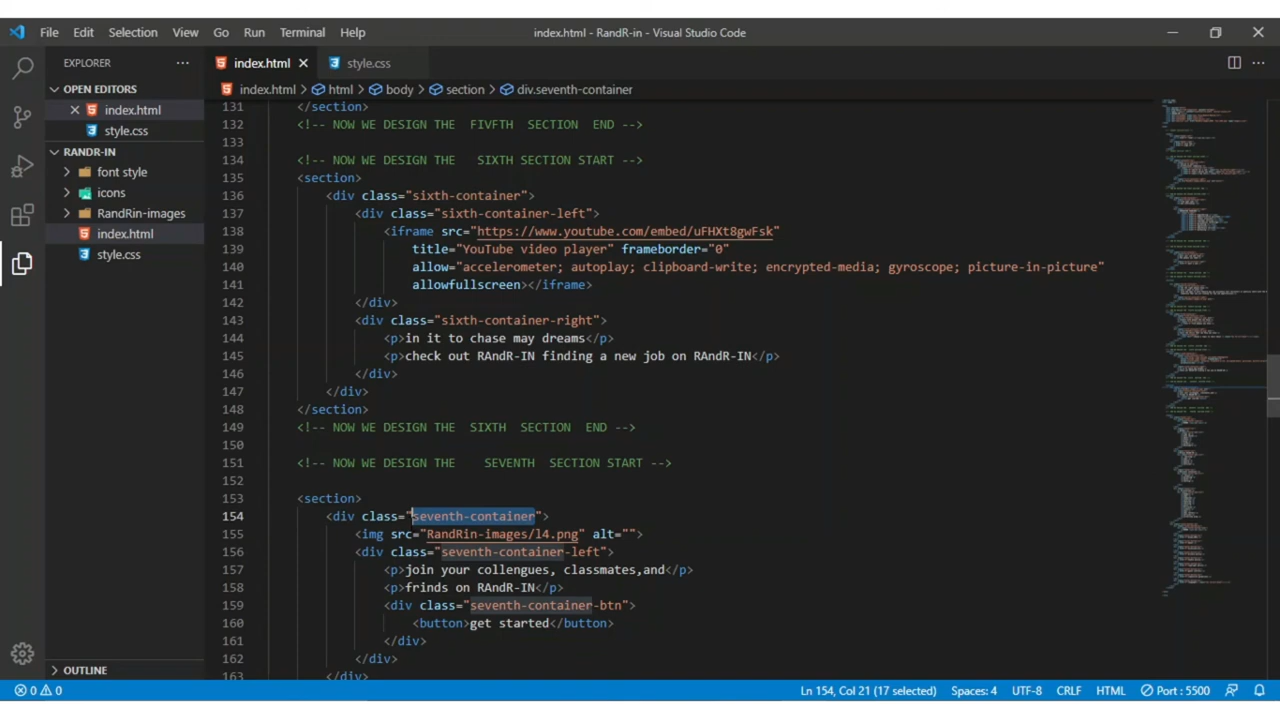 File Edit Selection View Go Run Terminal Help index.html - RandR-in - Visual Studio Code
EXPLORER
index.html
style.css
OPEN EDITORS
index.html
style.css
RANDR-IN
font style
icons
RandRin-images
index.html
style.css
OUTLINE
index.html > html > body > section > div.seventh-container
131 </section>
132 <!-- NOW WE DESIGN THE FIVFTH SECTION END -->
133
134 <!-- NOW WE DESIGN THE SIXTH SECTION START -->
135 <section>
136 <div class="sixth-container">
137 <div class="sixth-container-left">
138 <iframe src="https://www.youtube.com/embed/uFHXt8gwFsk"
139 title="YouTube video player" frameborder="0"
140 allow="accelerometer; autoplay; clipboard-write; encrypted-media; gyroscope; picture-in-picture"
141 allowfullscreen></iframe>
142 </div>
143 <div class="sixth-container-right">
144 <p>in it to chase may dreams</p>
145 <p>check out RAndR-IN finding a new job on RAndR-IN</p>
146 </div>
147 </div>
148 </section>
149 <!-- NOW WE DESIGN THE SIXTH SECTION END -->
150
151 <!-- NOW WE DESIGN THE SEVENTH SECTION START -->
152
153 <section>
154 <div class="seventh-container">
155 <img src="RandRin-images/l4.png" alt="">
156 <div class="seventh-container-left">
157 <p>join your collengues, classmates,and</p>
158 <p>frinds on RAndR-IN</p>
159 <div class="seventh-container-btn">
160 <button>get started</button>
161 </div>
162 </div>
163 </div>
0 0 Ln 154, Col 21 (17 selected) Spaces: 4 UTF-8 CRLF HTML Port : 5500